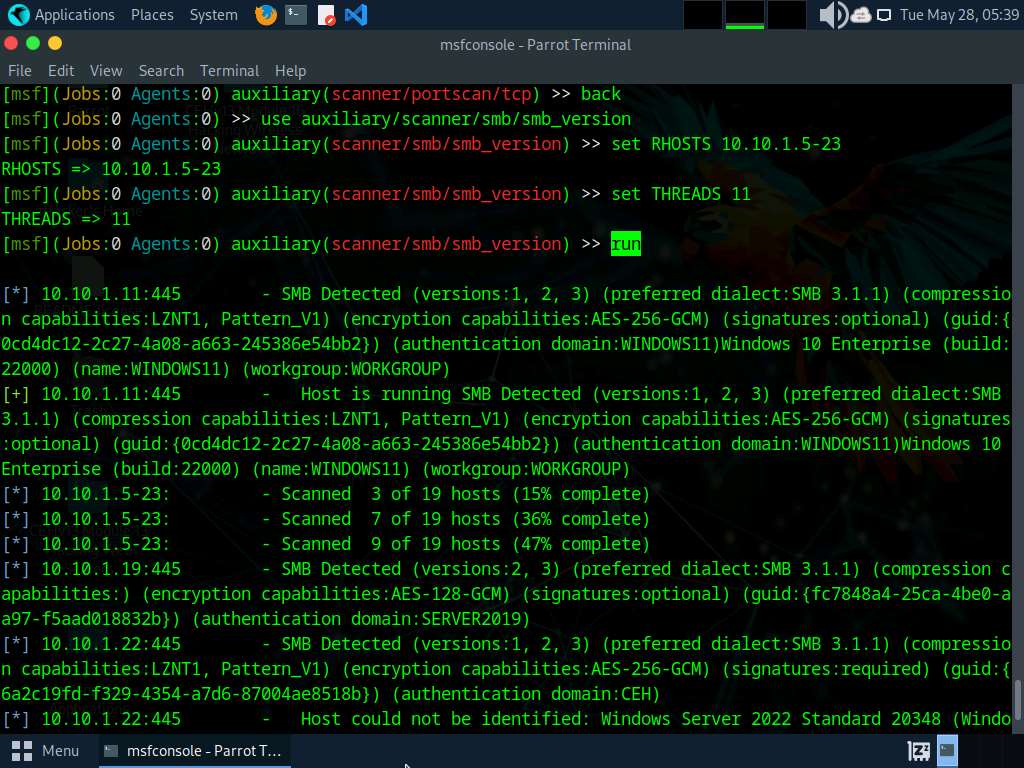 Applications Places System Tue May 28, 05:39
msfconsole - Parrot Terminal
File Edit View Search Terminal Help
[msf](Jobs:0 Agents:0) auxiliary(scanner/portscan/tcp) >> back
[msf](Jobs:0 Agents:0) >> use auxiliary/scanner/smb/smb_version
[msf](Jobs:0 Agents:0) auxiliary(scanner/smb/smb_version) >> set RHOSTS 10.10.1.5-23
RHOSTS => 10.10.1.5-23
[msf](Jobs:0 Agents:0) auxiliary(scanner/smb/smb_version) >> set THREADS 11
THREADS => 11
[msf](Jobs:0 Agents:0) auxiliary(scanner/smb/smb_version) >> run
[*] 10.10.1.11:445 - SMB Detected (versions:1, 2, 3) (preferred dialect:SMB 3.1.1) (compressio
n capabilities:LZNT1, Pattern_V1) (encryption capabilities:AES-256-GCM) (signatures:optional) (guid:{
0cd4dc12-2c27-4a08-a663-245386e54bb2}) (authentication domain:WINDOWS11)Windows 10 Enterprise (build:
22000) (name:WINDOWS11) (workgroup:WORKGROUP)
[+] 10.10.1.11:445 - Host is running SMB Detected (versions:1, 2, 3) (preferred dialect:SMB
3.1.1) (compression capabilities:LZNT1, Pattern_V1) (encryption capabilities:AES-256-GCM) (signatures
:optional) (guid:{0cd4dc12-2c27-4a08-a663-245386e54bb2}) (authentication domain:WINDOWS11)Windows 10
Enterprise (build:22000) (name:WINDOWS11) (workgroup:WORKGROUP)
[*] 10.10.1.5-23: - Scanned 3 of 19 hosts (15% complete)
[*] 10.10.1.5-23: - Scanned 7 of 19 hosts (36% complete)
[*] 10.10.1.5-23: - Scanned 9 of 19 hosts (47% complete)
[*] 10.10.1.19:445 - SMB Detected (versions:2, 3) (preferred dialect:SMB 3.1.1) (compression c
apabilities:) (encryption capabilities:AES-128-GCM) (signatures:optional) (guid:{fc7848a4-25ca-4be0-a
a97-f5aad018832b}) (authentication domain:SERVER2019)
[*] 10.10.1.22:445 - SMB Detected (versions:1, 2, 3) (preferred dialect:SMB 3.1.1) (compressio
n capabilities:LZNT1, Pattern_V1) (encryption capabilities:AES-256-GCM) (signatures:required) (guid:{
6a2c19fd-f329-4354-a7d6-87004ae8518b}) (authentication domain:CEH)
[*] 10.10.1.22:445 - Host could not be identified: Windows Server 2022 Standard 20348 (Windo
Menu msfconsole - Parrot T...